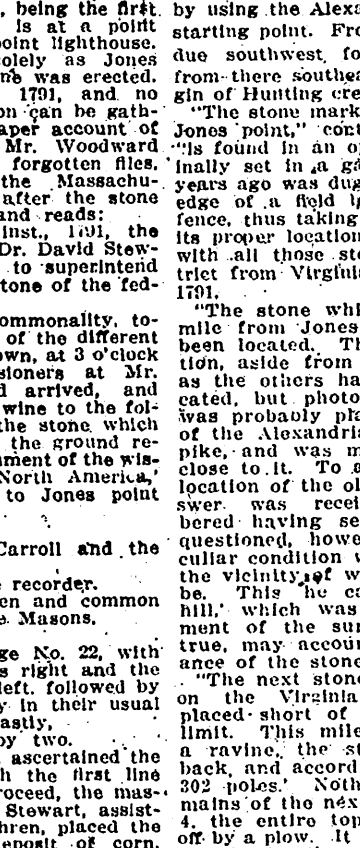 , being the first
is at a point
point lighthouse.
olely as Jones
one was erected.
1791, and no
on can be gath-
aper account of
Mr. Woodward
forgotten files.
the Massachu-
after the stone
and reads:
inst., 1791, the
Dr. David Stew-
to superintend
tone of the fed-
ommonality, to-
of the different
own, at 3 o'clock
sioners at Mr.
d arrived, and
wine to the fol-
the stone which
the ground re-
ment of the wis-
North America,'
to Jones point
Carroll and the
e recorder.
en and common
e Masons.
ge No. 22, with
s right and the
left. followed by
y in their usual
astly,
by two.
ascertained the
h the first line
roceed, the mas-
Stewart, assist-
hren, placed the
eposit of corn,
by using the Alexa
starting point. Fro
due southwest, fo
from there souther
gin of Hunting cre
"The stone mark
Jones point," con
"is found in an o
inally set in a ga
years ago was dug
edge of a field l
fence, thus taking
its proper location
with all those sto
trict from Virginia
1791.
"The stone whi
mile from Jones
been located. Th
tion, aside from
as the others ha
cated, but photo
was probably pla
of the Alexandria
pike, and was m
close to it. To a
location of the ol
swer was recei
bered having se
questioned, howe
culiar condition w
the vicinity of w
be. This he ca
hill,' which was
ment of the sur
true, may accou
ance of the stone
"The next stone
on the Virginia
placed short of
limit. This mile
a ravine, the st
back, and accord
302 poles.' Noth
mains of the nex
4, the entire top
off by a plow. It